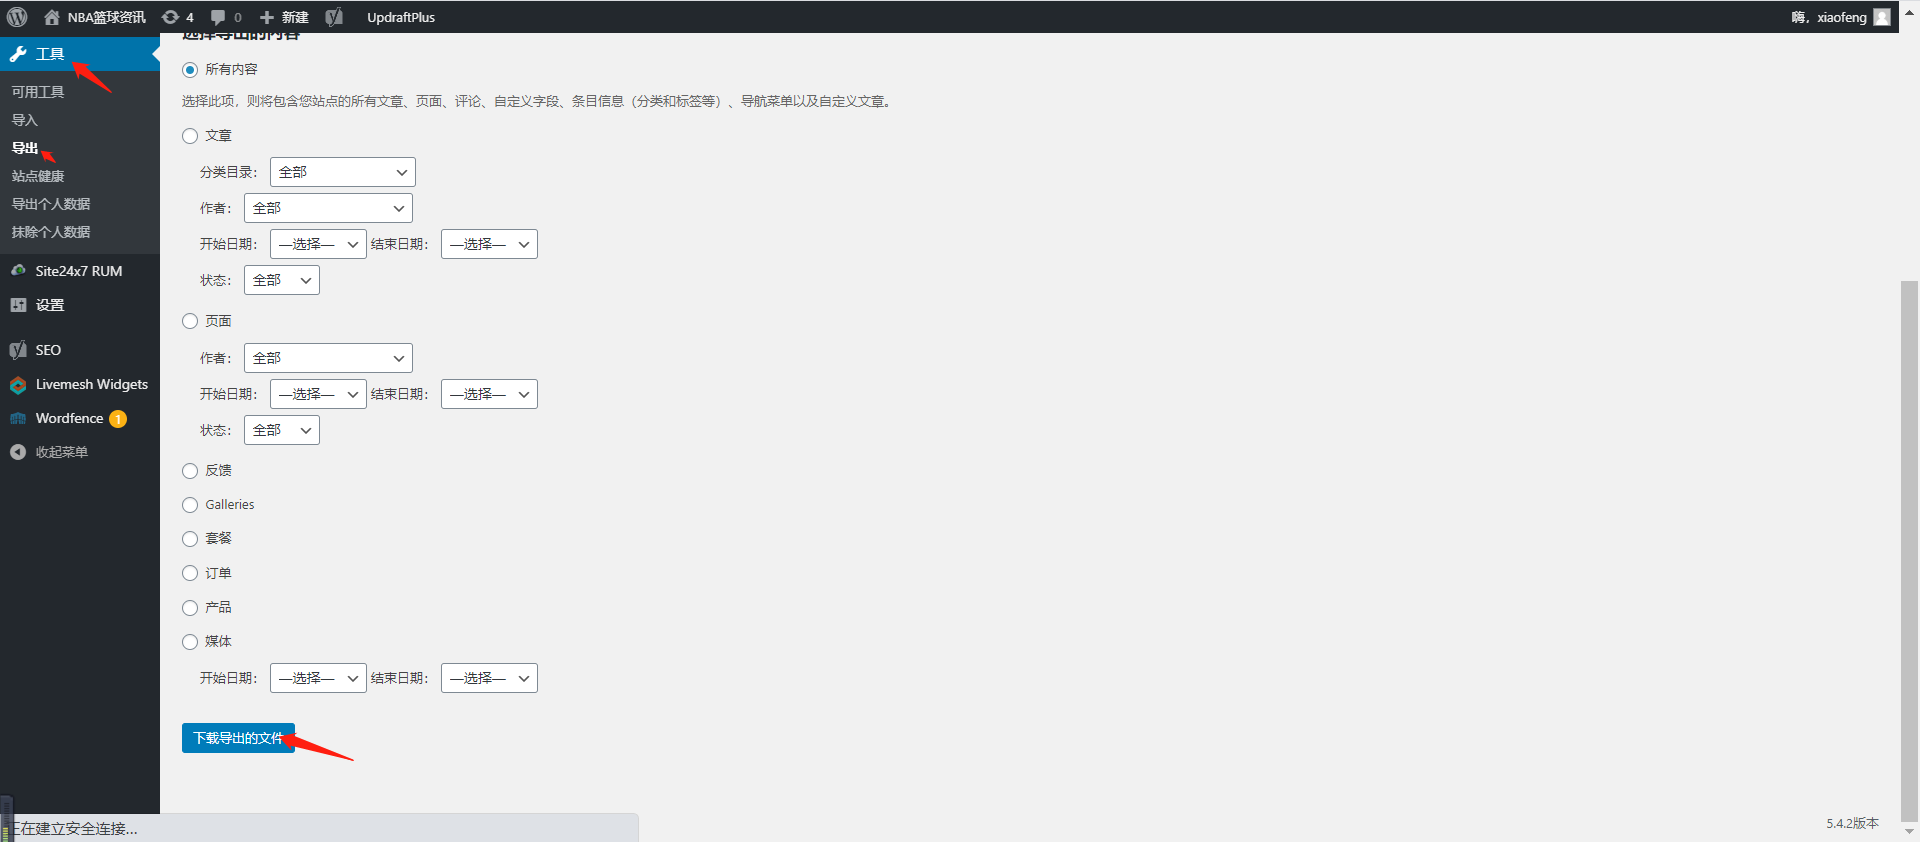 NBA篮球资讯 4 0 新建 UpdraftPlus 嗨，xiaofeng
工具
可用工具
导入
导出
站点健康
导出个人数据
抹除个人数据
Site24x7 RUM
设置
SEO
Livemesh Widgets
Wordfence 1
收起菜单
选择导出的内容
所有内容
选择此项，则将包含您站点的所有文章、页面、评论、自定义字段、条目信息（分类和标签等）、导航菜单以及自定义文章。
文章
分类目录： 全部
作者： 全部
开始日期： —选择— 结束日期： —选择—
状态： 全部
页面
作者： 全部
开始日期： —选择— 结束日期： —选择—
状态： 全部
反馈
Galleries
套餐
订单
产品
媒体
开始日期： —选择— 结束日期： —选择—
下载导出的文件
正在建立安全连接...
5.4.2版本